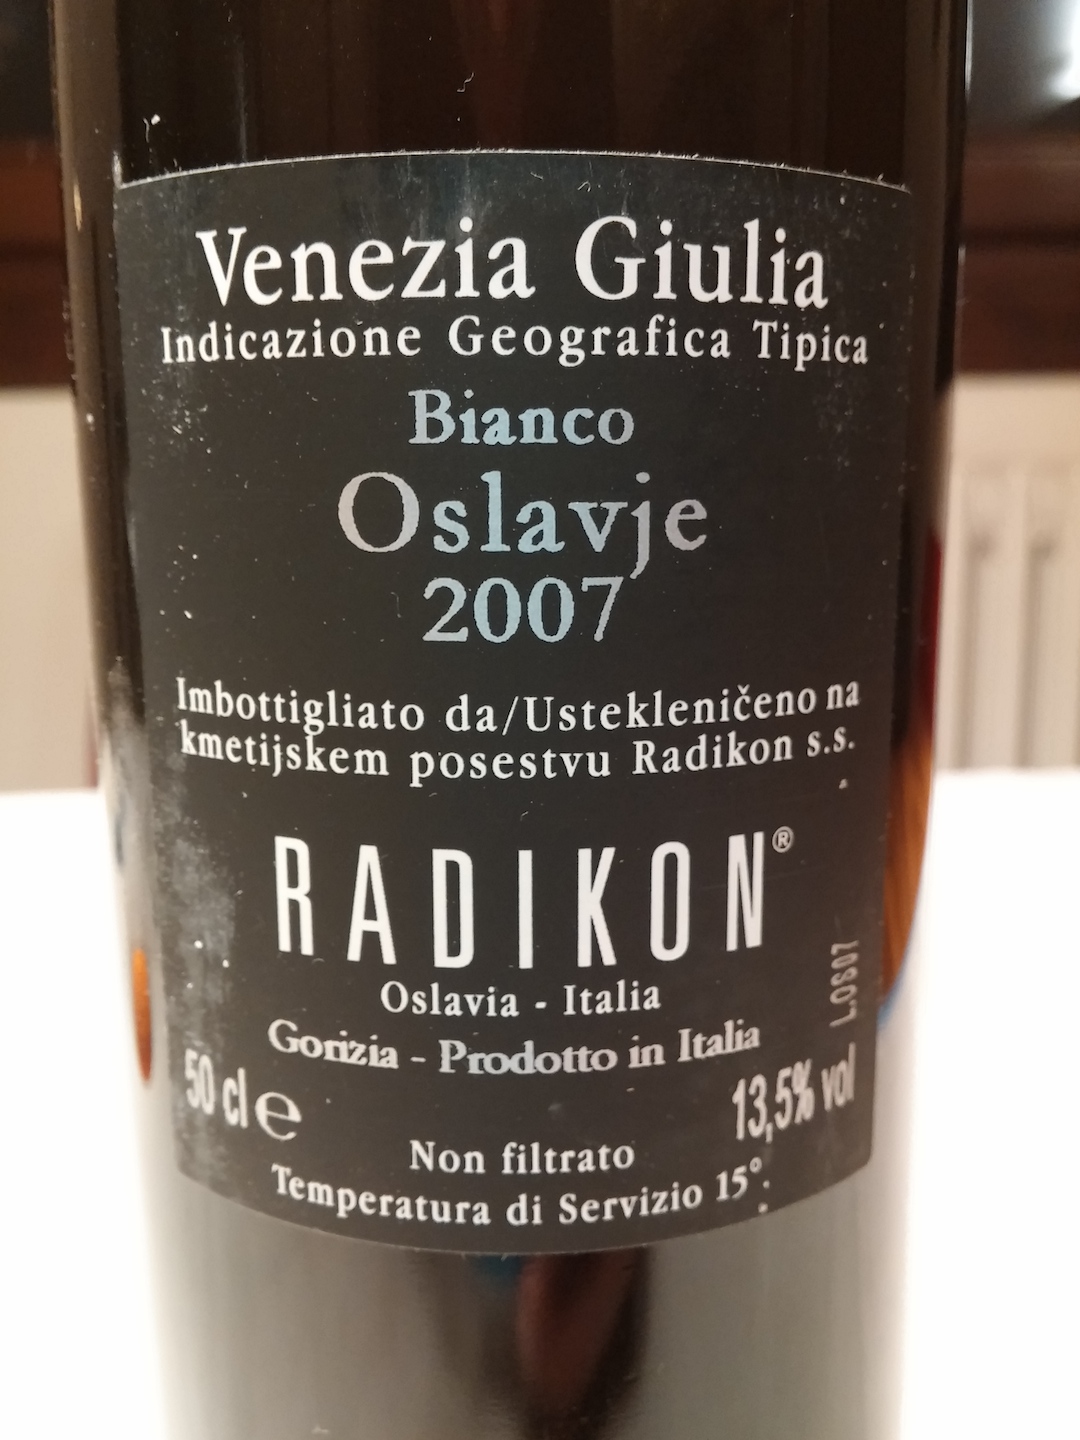 Venezia Giulia
Indicazione Geografica Tipica
Bianco
Oslavje
2007
Imbottigliato da/Ustekleničeno na
kmetijskem posestvu Radikon s.s.
RADIKON®
LOS07
Oslavia - Italia
Gorizia - Prodotto in Italia
50 cl e
13,5% vol
Non filtrato
Temperatura di Servizio 15°.